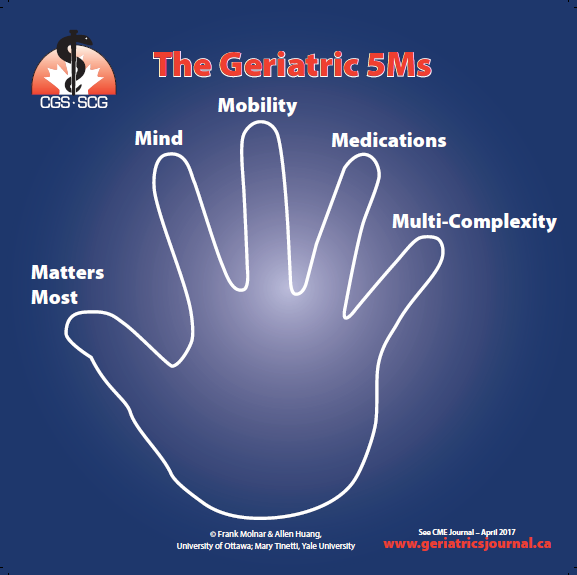 The Geriatric 5Ms
CGS·SCG
Mobility
Mind
Medications
Multi-Complexity
Matters
Most
© Frank Molnar & Allen Huang,
University of Ottawa; Mary Tinetti, Yale University
See CME Journal – April 2017
www.geriatricsjournal.ca